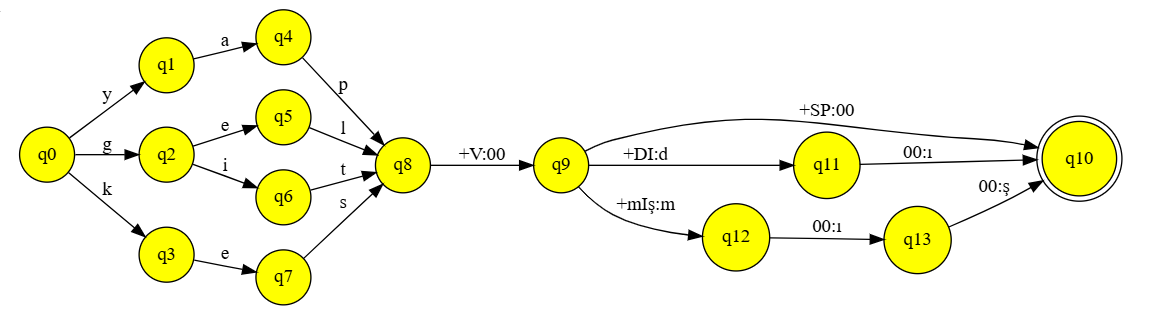 q0
y
g
k
q1
q2
q3
a
e
i
e
q4
q5
q6
q7
p
l
t
s
q8
+V:00
q9
+SP:00
+DI:d
+mIş:m
q11
q12
00:ı
00:ı
q13
00:ş
q10